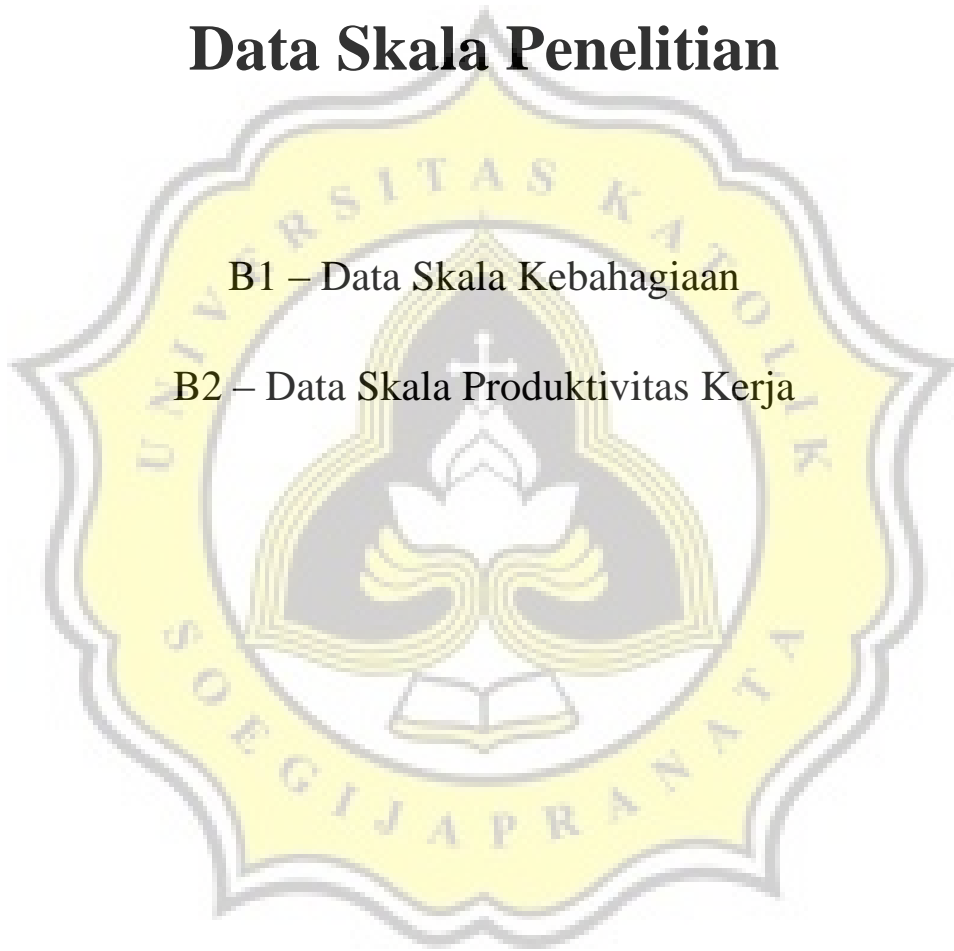 Data Skala Penelitian
B1 – Data Skala Kebahagiaan
B2 – Data Skala Produktivitas Kerja
UNIVERSITAS KATOLIK
SOEGIJAPRANATA